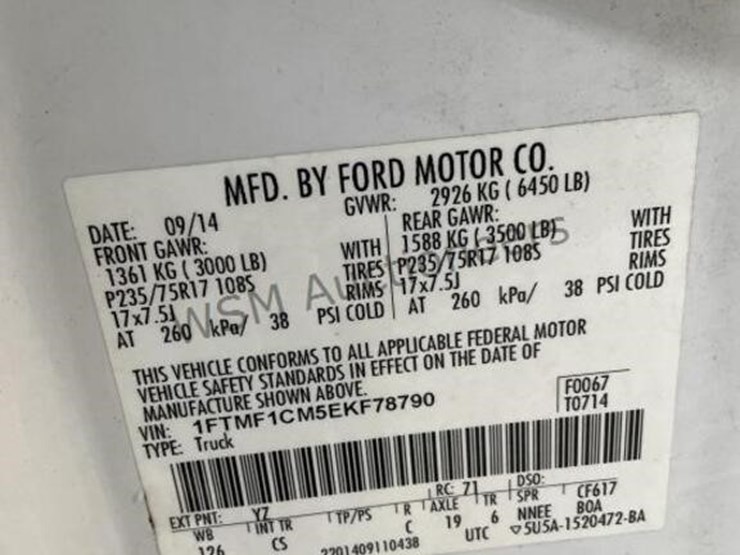 MFD. BY FORD MOTOR CO.
DATE: 09/14 GVWR: 2926 KG ( 6450 LB)
FRONT GAWR: REAR GAWR:
1361 KG ( 3000 LB) WITH 1588 KG ( 3500 LB) WITH
P235/75R17 108S TIRES P235/75R17 108S TIRES
17x7.5J RIMS 17x7.5J RIMS
AT 260 kPa/ 38 PSI COLD AT 260 kPa/ 38 PSI COLD
THIS VEHICLE CONFORMS TO ALL APPLICABLE FEDERAL MOTOR
VEHICLE SAFETY STANDARDS IN EFFECT ON THE DATE OF
MANUFACTURE SHOWN ABOVE.
VIN: 1FTMF1CM5EKF78790 F0067
TYPE: Truck T0714
EXT PNT: YZ RC: 71 DSO:
WB INT TR TP/PS R AXLE TR SPR CF617
126 CS C 19 6 NNEE BOA
2201409110438 UTC 5U5A-1520472-BA
WSM